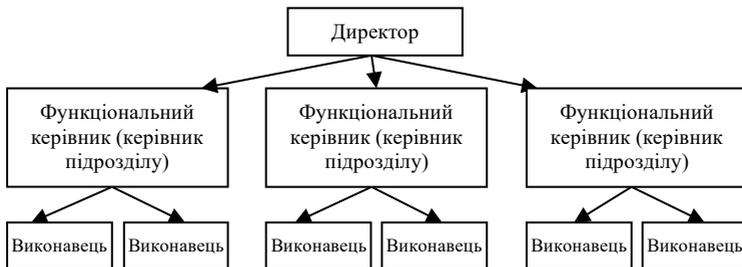 Директор
Функціональний
керівник (керівник
підрозділу)
Функціональний
керівник (керівник
підрозділу)
Функціональний
керівник (керівник
підрозділу)
Виконавець
Виконавець
Виконавець
Виконавець
Виконавець
Виконавець